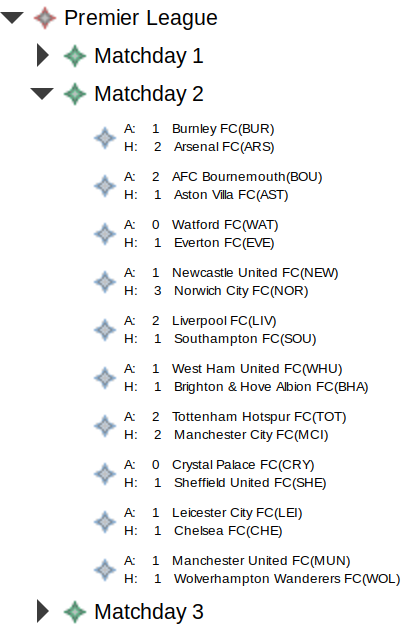 Premier League
Matchday 1
Matchday 2
A: 1 Burnley FC(BUR)
H: 2 Arsenal FC(ARS)
A: 2 AFC Bournemouth(BOU)
H: 1 Aston Villa FC(AST)
A: 0 Watford FC(WAT)
H: 1 Everton FC(EVE)
A: 1 Newcastle United FC(NEW)
H: 3 Norwich City FC(NOR)
A: 2 Liverpool FC(LIV)
H: 1 Southampton FC(SOU)
A: 1 West Ham United FC(WHU)
H: 1 Brighton & Hove Albion FC(BHA)
A: 2 Tottenham Hotspur FC(TOT)
H: 2 Manchester City FC(MCI)
A: 0 Crystal Palace FC(CRY)
H: 1 Sheffield United FC(SHE)
A: 1 Leicester City FC(LEI)
H: 1 Chelsea FC(CHE)
A: 1 Manchester United FC(MUN)
H: 1 Wolverhampton Wanderers FC(WOL)
Matchday 3